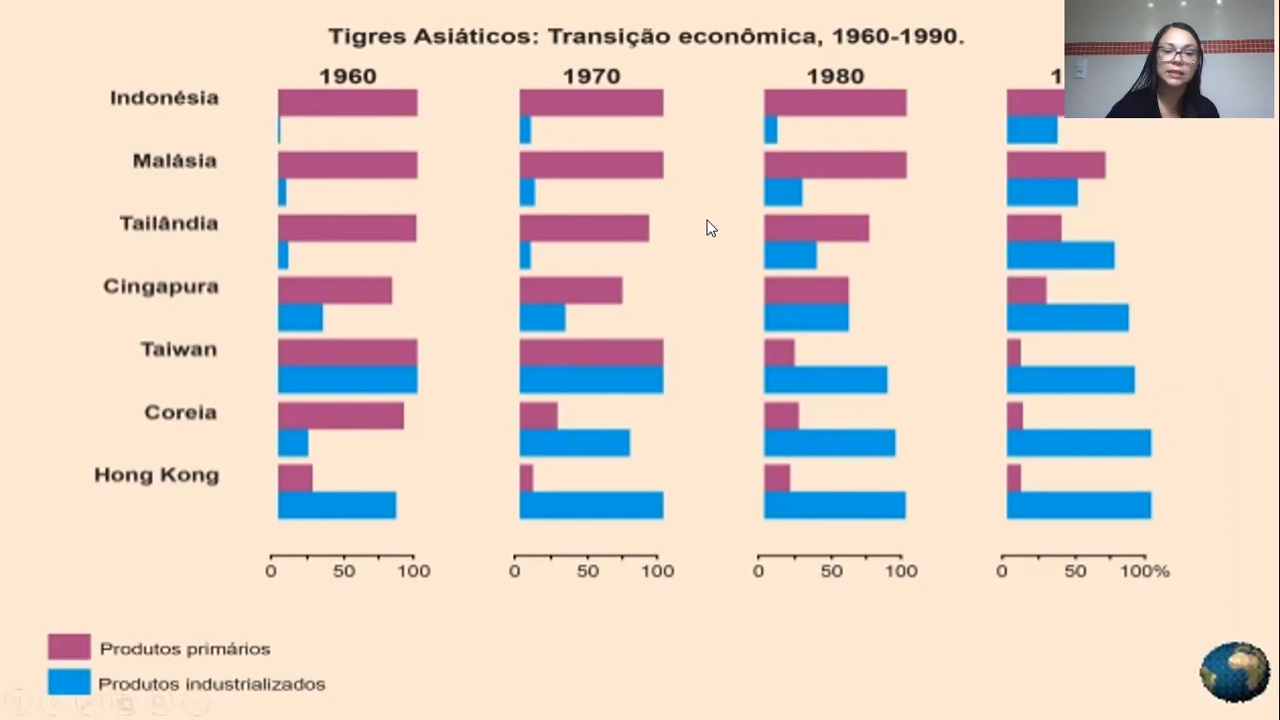 Tigres Asiáticos: Transição econômica, 1960-1990.
1960 1970 1980 1
Indonésia
Malásia
Tailândia
Cingapura
Taiwan
Coreia
Hong Kong
0 50 100 0 50 100 0 50 100 0 50 100%
Produtos primários
Produtos industrializados